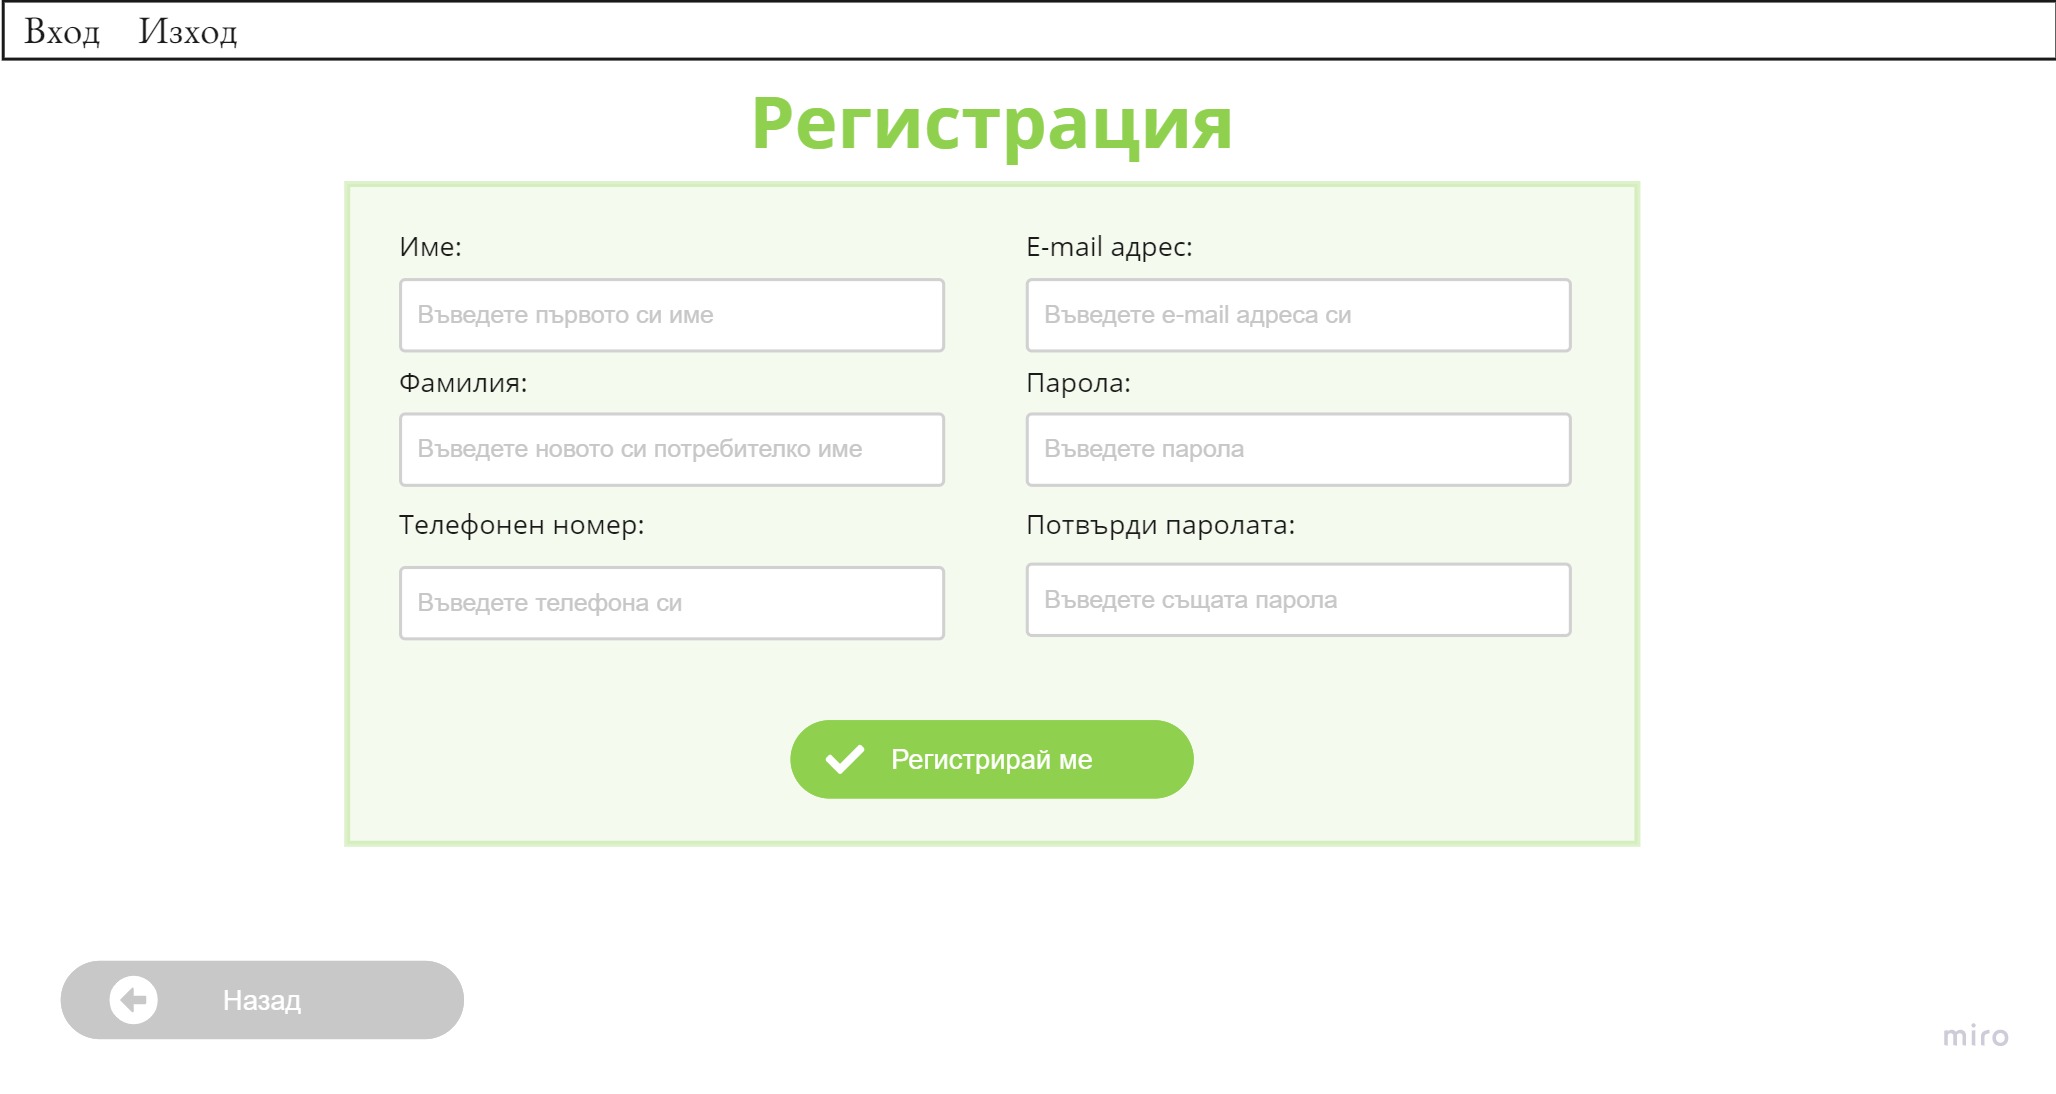 Вход Изход
Регистрация
Име:
Въведете първото си име
Фамилия:
Въведете новото си потребителко име
Телефонен номер:
Въведете телефона си
E-mail адрес:
Въведете e-mail адреса си
Парола:
Въведете парола
Потвърди паролата:
Въведете същата парола
Регистрирай ме
Назад
miro